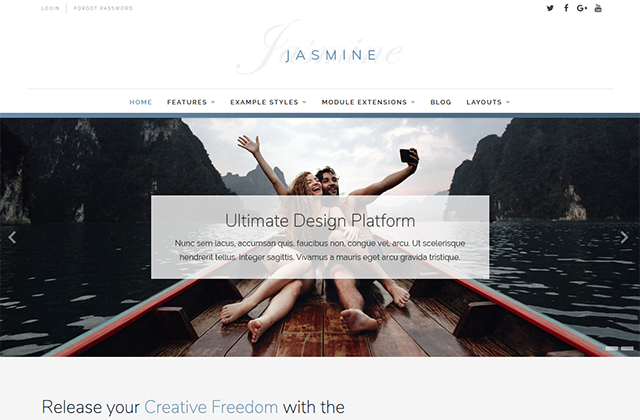 LOGIN FORGOT PASSWORD
Jasmine
JASMINE
HOME FEATURES EXAMPLE STYLES MODULE EXTENSIONS BLOG LAYOUTS
Ultimate Design Platform
Nunc sem lacus, accumsan quis, faucibus non, congue vel, arcu. Ut scelerisque
hendrerit tellus. Integer sagittis. Vivamus a mauris eget arcu gravida tristique.
Release your Creative Freedom with the